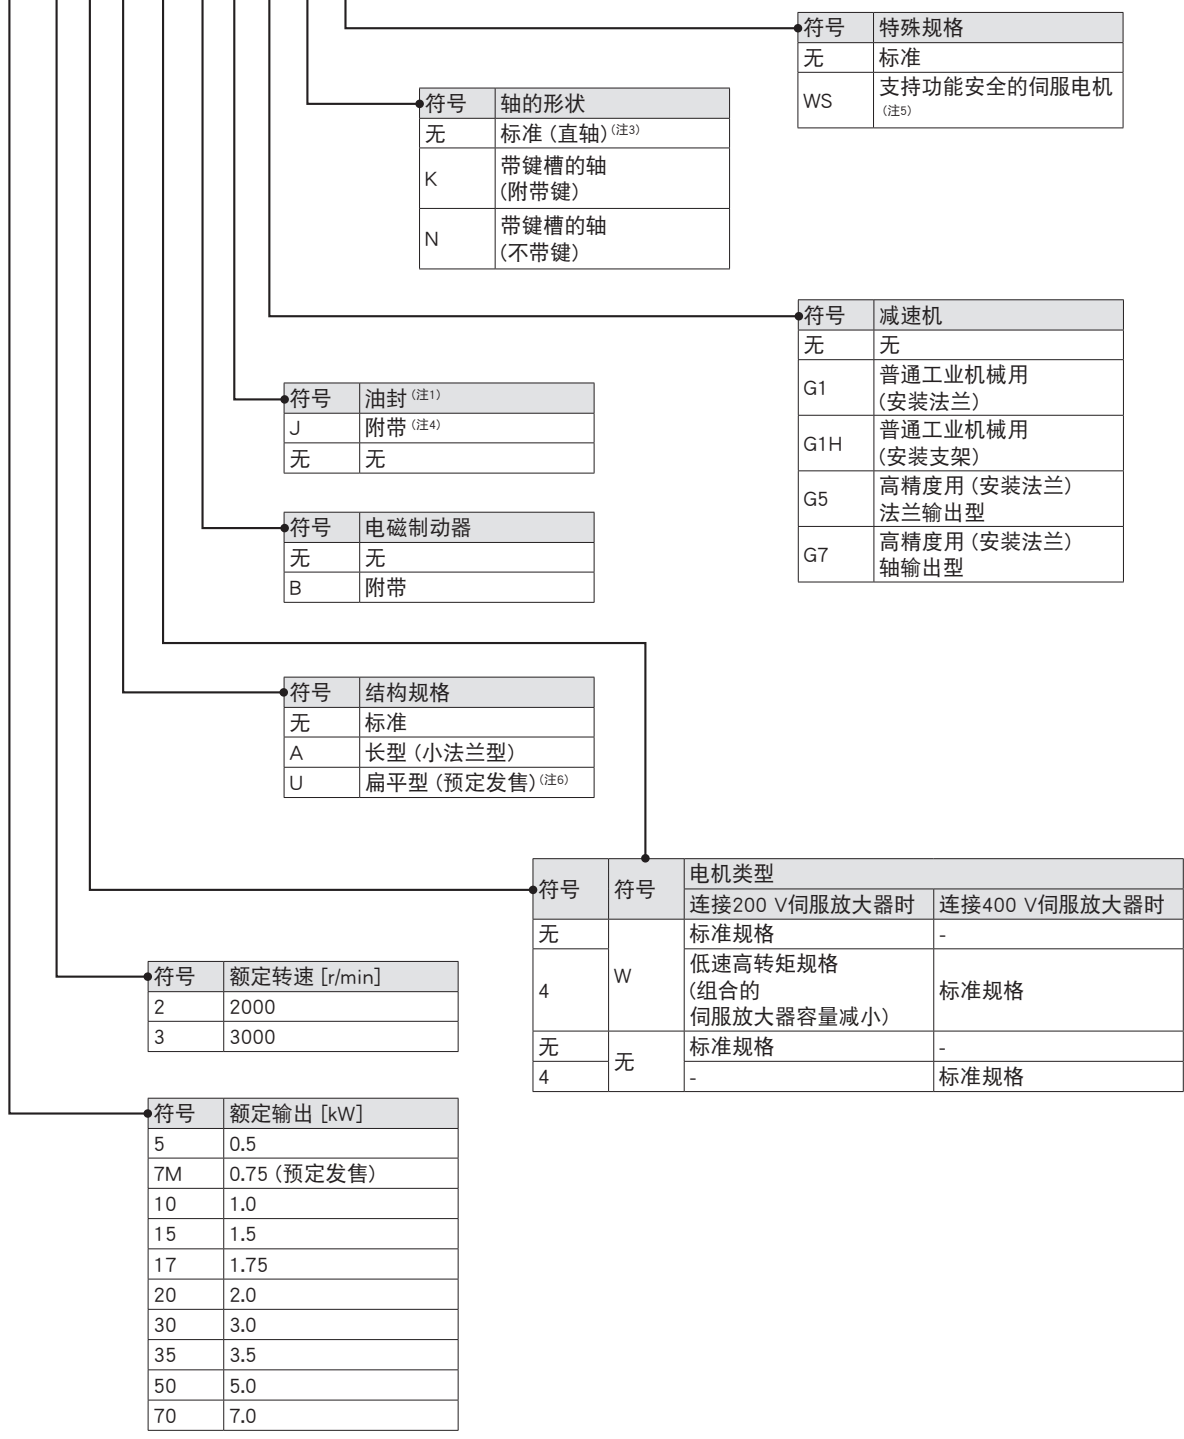 符号 特殊规格
无 标准
WS 支持功能安全的伺服电机
(注5)
符号 轴的形状
无 标准 (直轴) (注3)
K 带键槽的轴
(附带键)
N 带键槽的轴
(不带键)
符号 减速机
无 无
G1 普通工业机械用
(安装法兰)
G1H 普通工业机械用
(安装支架)
G5 高精度用 (安装法兰)
法兰输出型
G7 高精度用 (安装法兰)
轴输出型
符号 油封 (注1)
J 附带 (注4)
无 无
符号 电磁制动器
无 无
B 附带
符号 结构规格
无 标准
A 长型 (小法兰型)
U 扁平型 (预定发售) (注6)
符号 符号 电机类型
连接200 V伺服放大器时 连接400 V伺服放大器时
无 W 标准规格 -
4 低速高转矩规格
(组合的
伺服放大器容量减小) 标准规格
无 无 标准规格 -
4 - 标准规格
符号 额定转速 [r/min]
2 2000
3 3000
符号 额定输出 [kW]
5 0.5
7M 0.75 (预定发售)
10 1.0
15 1.5
17 1.75
20 2.0
30 3.0
35 3.5
50 5.0
70 7.0